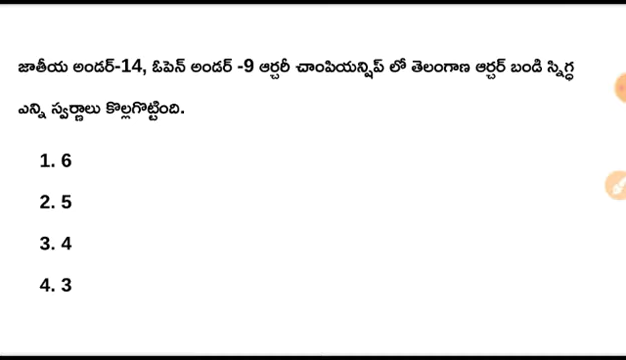 జాతీయ అండర్-14, ఓపెన్ అండర్ -9 ఆర్చరీ చాంపియన్షిప్ లో తెలంగాణ ఆర్చర్ బండి స్నిగ్ధ
ఎన్ని స్వర్ణాలు కొల్లగొట్టింది.
1. 6
2. 5
3. 4
4. 3